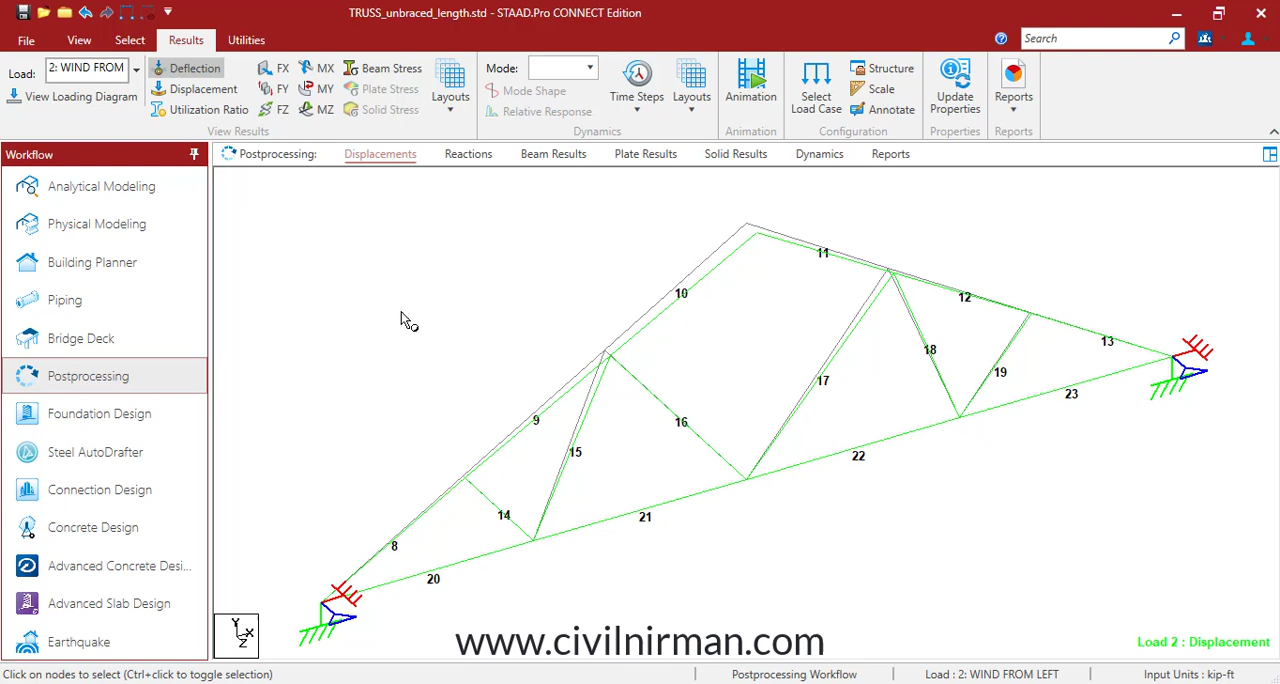 TRUSS_unbraced_length.std - STAAD.Pro CONNECT Edition
File View Select Results Utilities
Search
Load: 2: WIND FROM
View Loading Diagram
Deflection
Displacement
Utilization Ratio
FX MX
FY MY
FZ MZ
Beam Stress
Plate Stress
Solid Stress
Layouts
View Results
Mode:
Mode Shape
Relative Response
Time Steps
Layouts
Dynamics
Animation
Animation
Select
Load Case
Structure
Scale
Annotate
Configuration
Update
Properties
Properties
Reports
Reports
Workflow
Postprocessing: Displacements Reactions Beam Results Plate Results Solid Results Dynamics Reports
Analytical Modeling
Physical Modeling
Building Planner
Piping
Bridge Deck
Postprocessing
Foundation Design
Steel AutoDrafter
Connection Design
Concrete Design
Advanced Concrete Desi...
Advanced Slab Design
Earthquake
11
10
12
13
18
19
17
23
9
16
15
22
14
21
8
20
Y
X
Z
www.civilnirman.com
Load 2 : Displacement
Click on nodes to select (Ctrl+click to toggle selection)
Postprocessing Workflow
Load : 2: WIND FROM LEFT
Input Units : kip-ft